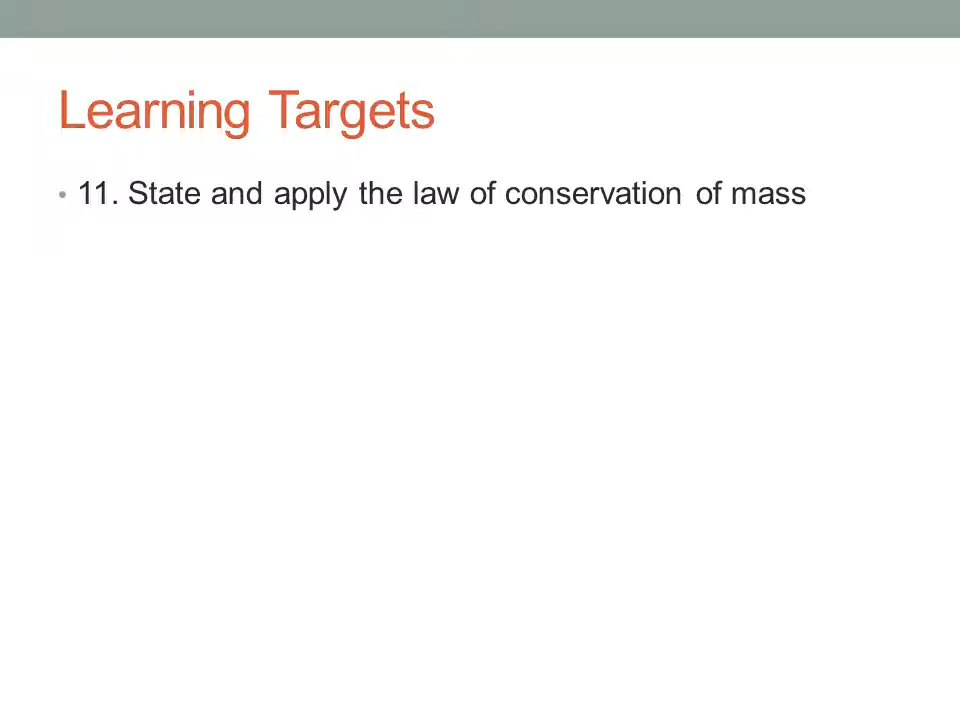 Learning Targets
• 11. State and apply the law of conservation of mass